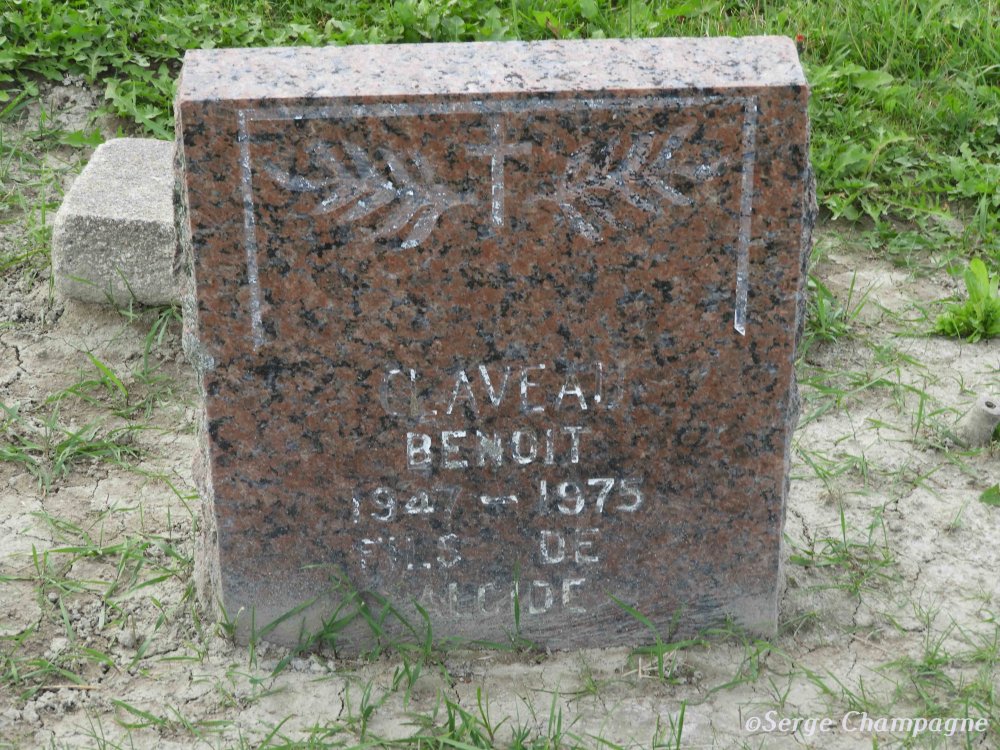 CLAVEAU
BENOIT
1947 - 1975
FILS DE
ALCIDE
©Serge Champagne